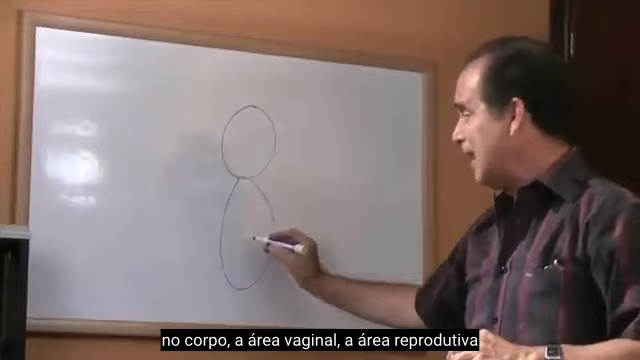 no corpo, a área vaginal, a área reprodutiva